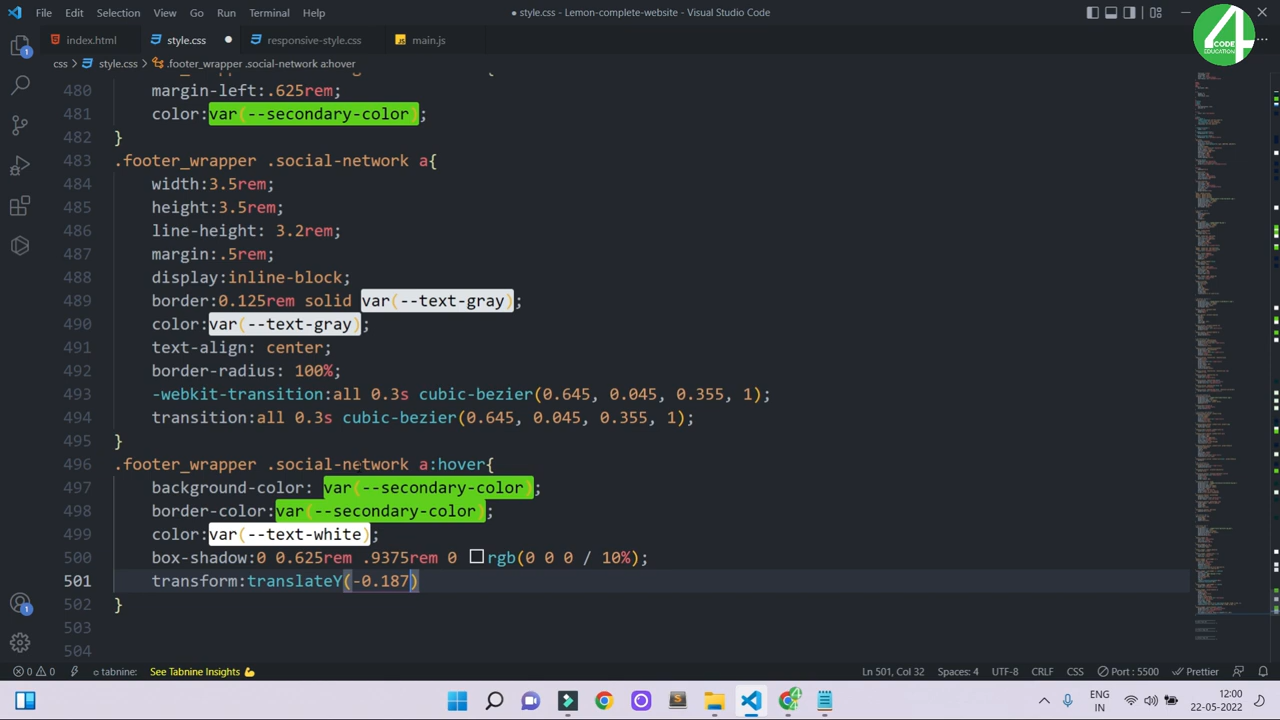 File Edit Selection View Go Run Terminal Help
● style.css - Lemon-complete-website - Visual Studio Code
4
CODE
EDUCATION
index.html
style.css
responsive-style.css
main.js
css > style.css > .footer_wrapper .social-network a:hover
480 margin-left:.625rem;
481 color:var(--secondary-color);
482 }
483 .footer_wrapper .social-network a{
484 width:3.5rem;
485 height:3.5rem;
486 line-height: 3.2rem;
487 margin:.5rem;
488 display:inline-block;
489 border:0.125rem solid var(--text-gray);
490 color:var(--text-gray);
491 text-align: center;
492 border-radius: 100%;
493 -webkit-transition:all 0.3s cubic-bezier(0.645, 0.045, 0.355, 1);
494 transition:all 0.3s cubic-bezier(0.645, 0.045, 0.355, 1);
495 }
496 .footer_wrapper .social-network a:hover{
497 background-color: var(--secondary-color);
498 border-color:var(--secondary-color);
499 color:var(--text-white);
500 box-shadow:0 0.625rem .9375rem 0 rgb(0 0 0 / 10%);
501 transform:translateY(-0.187)
502 }
503
504
0 0
tabnine:
See Tabnine Insights
Ln 501, Col 32 Spaces: 4 UTF-8 CRLF CSS Port : 5500 Prettier
ENG
IN
12:00
22-05-2022